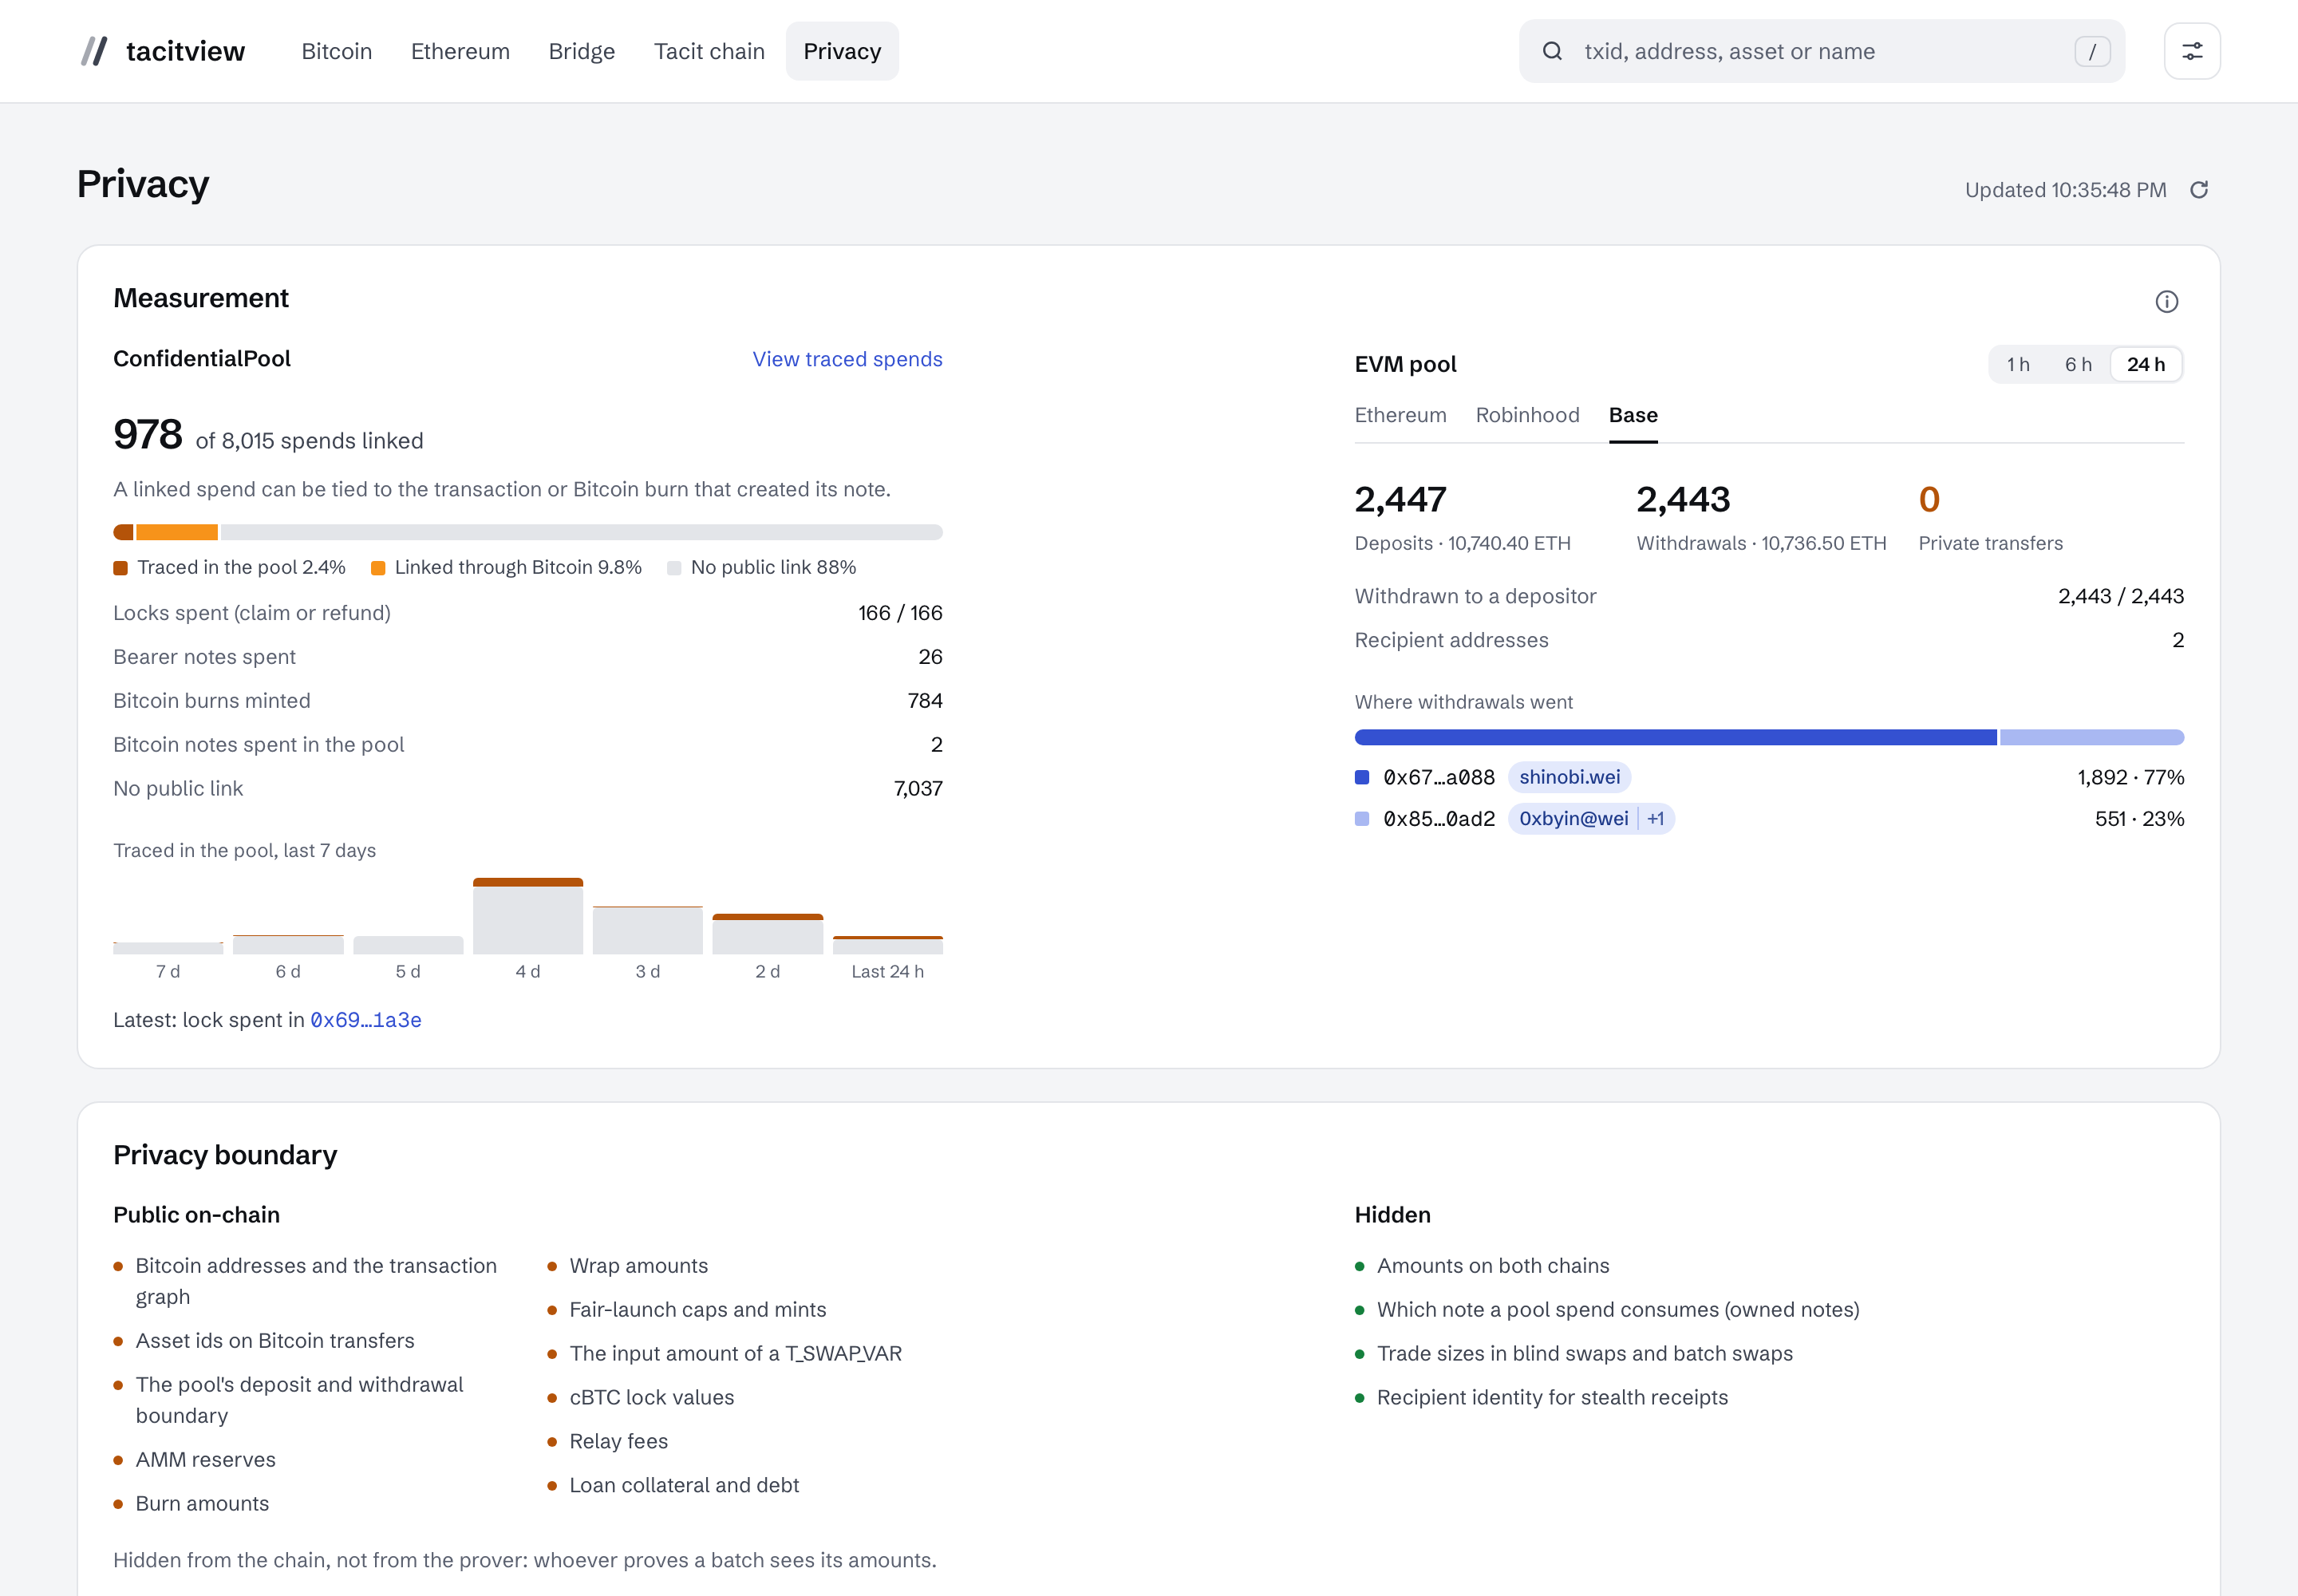 tacitview
Bitcoin
Ethereum
Bridge
Tacit chain
Privacy
txid, address, asset or name
/
Privacy
Updated 10:35:48 PM
Measurement
ConfidentialPool
View traced spends
978 of 8,015 spends linked
A linked spend can be tied to the transaction or Bitcoin burn that created its note.
Traced in the pool 2.4%
Linked through Bitcoin 9.8%
No public link 88%
Locks spent (claim or refund) 166 / 166
Bearer notes spent 26
Bitcoin burns minted 784
Bitcoin notes spent in the pool 2
No public link 7,037
Traced in the pool, last 7 days
7 d
6 d
5 d
4 d
3 d
2 d
Last 24 h
Latest: lock spent in 0x69…1a3e
EVM pool
1 h
6 h
24 h
Ethereum
Robinhood
Base
2,447
Deposits · 10,740.40 ETH
2,443
Withdrawals · 10,736.50 ETH
0
Private transfers
Withdrawn to a depositor 2,443 / 2,443
Recipient addresses 2
Where withdrawals went
0x67…a088 shinobi.wei 1,892 · 77%
0x85…0ad2 0xbyin@wei +1 551 · 23%
Privacy boundary
Public on-chain
Bitcoin addresses and the transaction
graph
Asset ids on Bitcoin transfers
The pool's deposit and withdrawal
boundary
AMM reserves
Burn amounts
Wrap amounts
Fair-launch caps and mints
The input amount of a T_SWAP_VAR
cBTC lock values
Relay fees
Loan collateral and debt
Hidden from the chain, not from the prover: whoever proves a batch sees its amounts.
Hidden
Amounts on both chains
Which note a pool spend consumes (owned notes)
Trade sizes in blind swaps and batch swaps
Recipient identity for stealth receipts